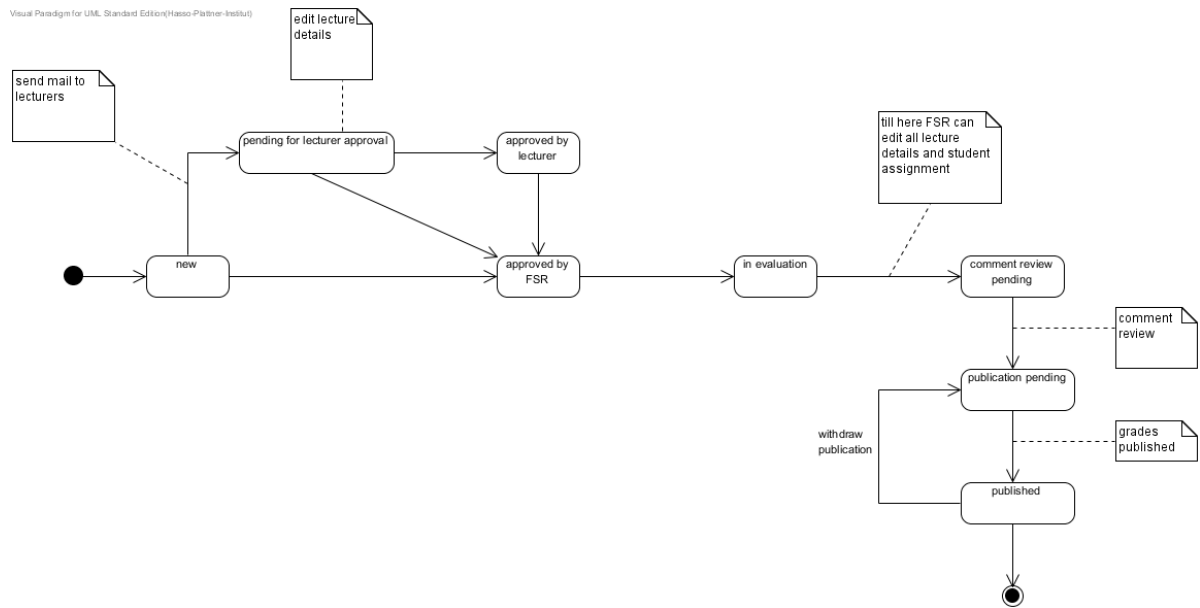 Visual Paradigm for UML Standard Edition(Hasso-Plattner-Institut)
edit lecture
details
send mail to
lecturers
pending for lecturer approval
approved by
lecturer
till here FSR can
edit all lecture
details and student
assignment
new
approved by
FSR
in evaluation
comment review
pending
comment
review
publication pending
withdraw
publication
grades
published
published